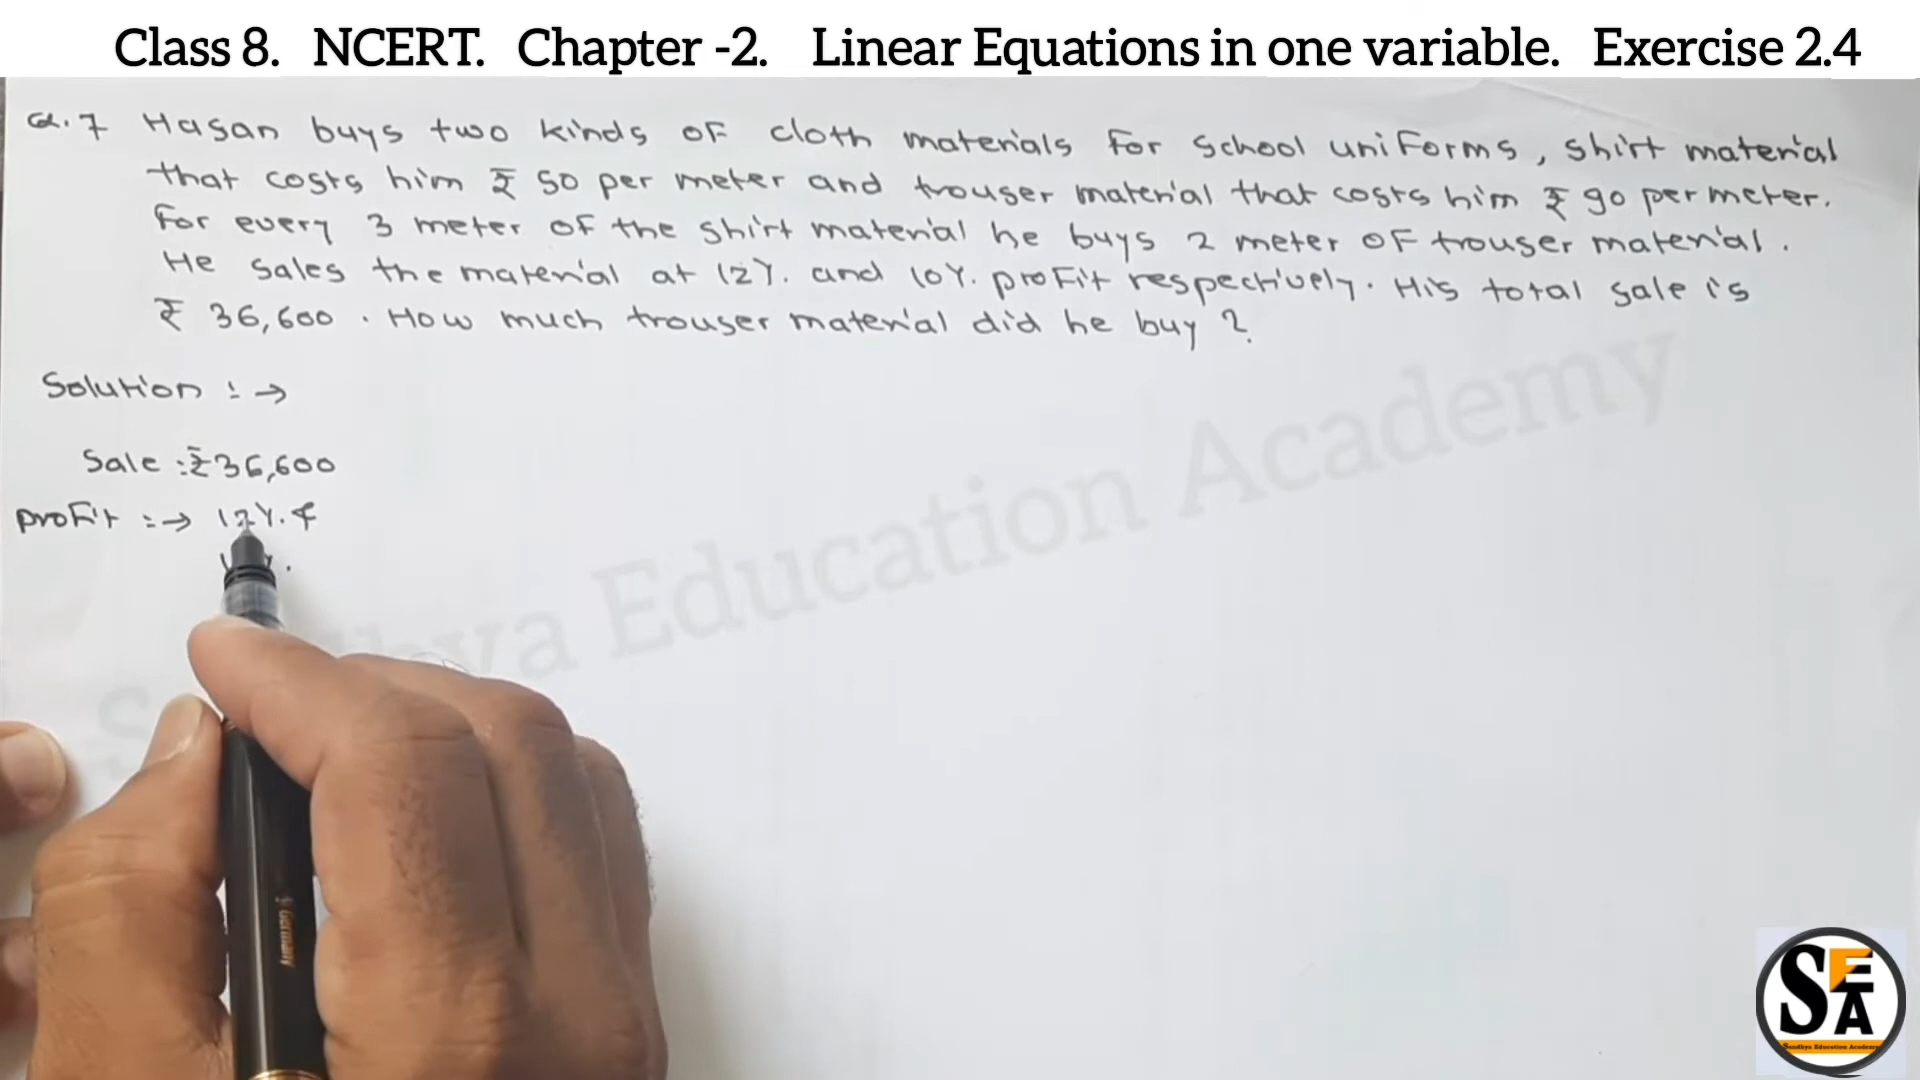 Class 8. NCERT. Chapter -2. Linear Equations in one variable. Exercise 2.4
Q.7 Hasan buys two kinds of cloth materials for school uniforms, shirt material
that costs him ₹ 50 per meter and trouser material that costs him ₹ 90 per meter.
For every 3 meter of the shirt material he buys 2 meter of trouser material.
He sales the material at 12%. and 10%. profit respectively. His total sale is
₹ 36,600. How much trouser material did he buy ?
Solution :→
Sale :₹36,600
profit :→ 12%. &
Sandhya Education Academy
SEA
Sandhya Education Academy